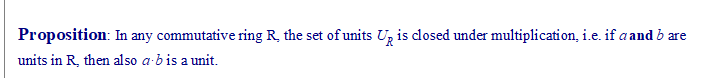 Proposition: In any commutative ring R, the set of units U_R is closed under multiplication, i.e. if a and b are
units in R, then also a·b is a unit.